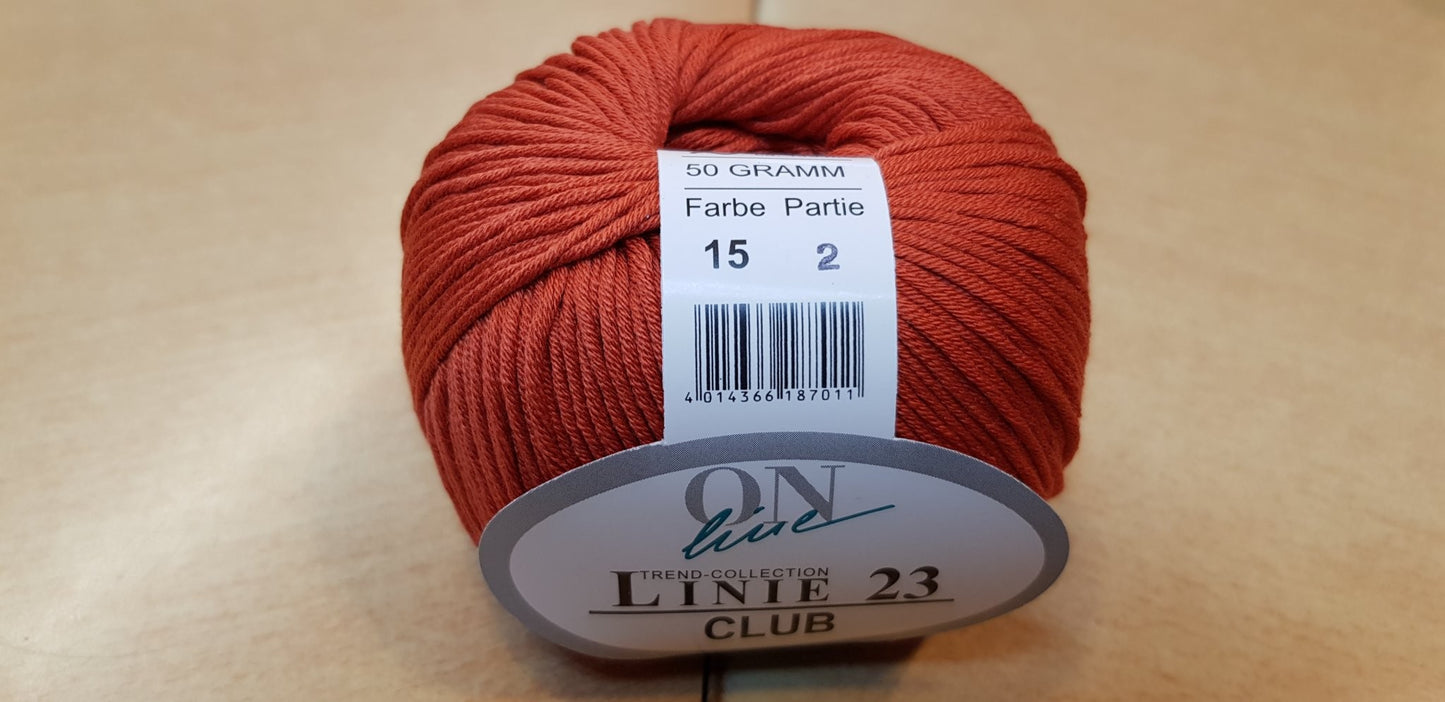 50 GRAMM
Farbe Partie
15 2
4 014366 187011
ON
line
TREND-COLLECTION
LINIE 23
CLUB